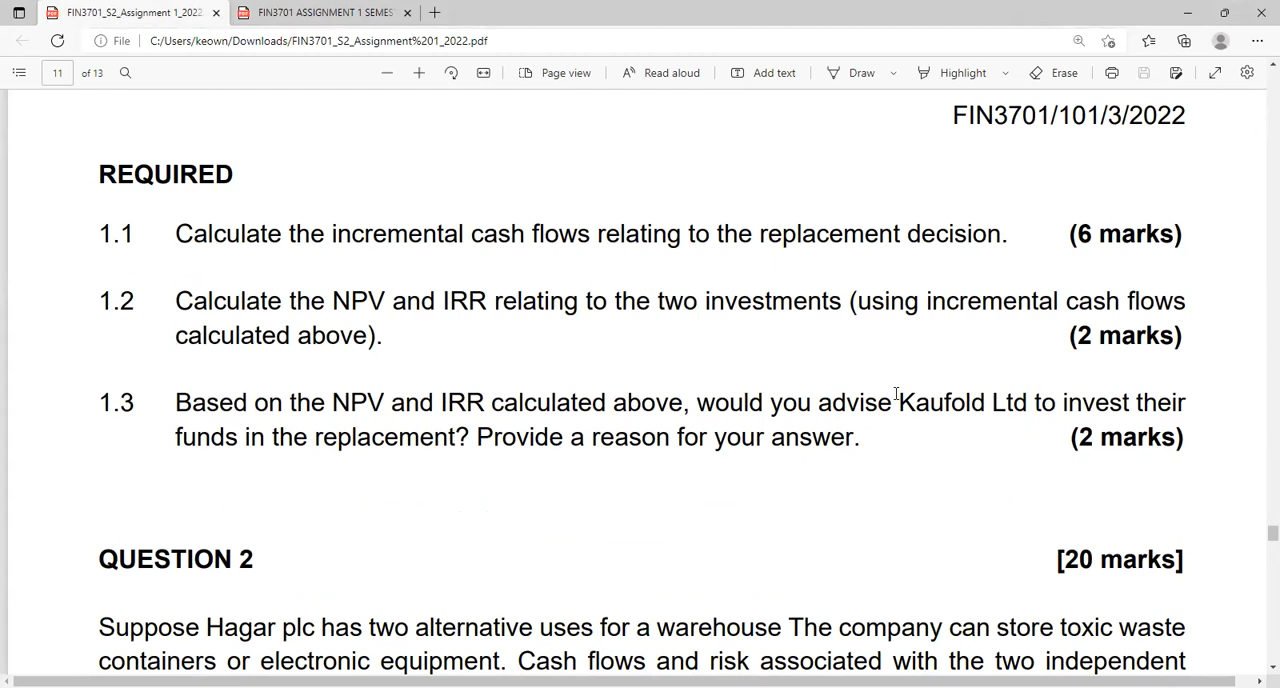 FIN3701_S2_Assignment 1_2022.
FIN3701 ASSIGNMENT 1 SEMES
File
C:/Users/keown/Downloads/FIN3701_S2_Assignment%201_2022.pdf
11 of 13
Page view
Read aloud
Add text
Draw
Highlight
Erase
FIN3701/101/3/2022
REQUIRED
1.1 Calculate the incremental cash flows relating to the replacement decision. (6 marks)
1.2 Calculate the NPV and IRR relating to the two investments (using incremental cash flows
calculated above). (2 marks)
1.3 Based on the NPV and IRR calculated above, would you advise Kaufold Ltd to invest their
funds in the replacement? Provide a reason for your answer. (2 marks)
QUESTION 2 [20 marks]
Suppose Hagar plc has two alternative uses for a warehouse The company can store toxic waste
containers or electronic equipment. Cash flows and risk associated with the two independent